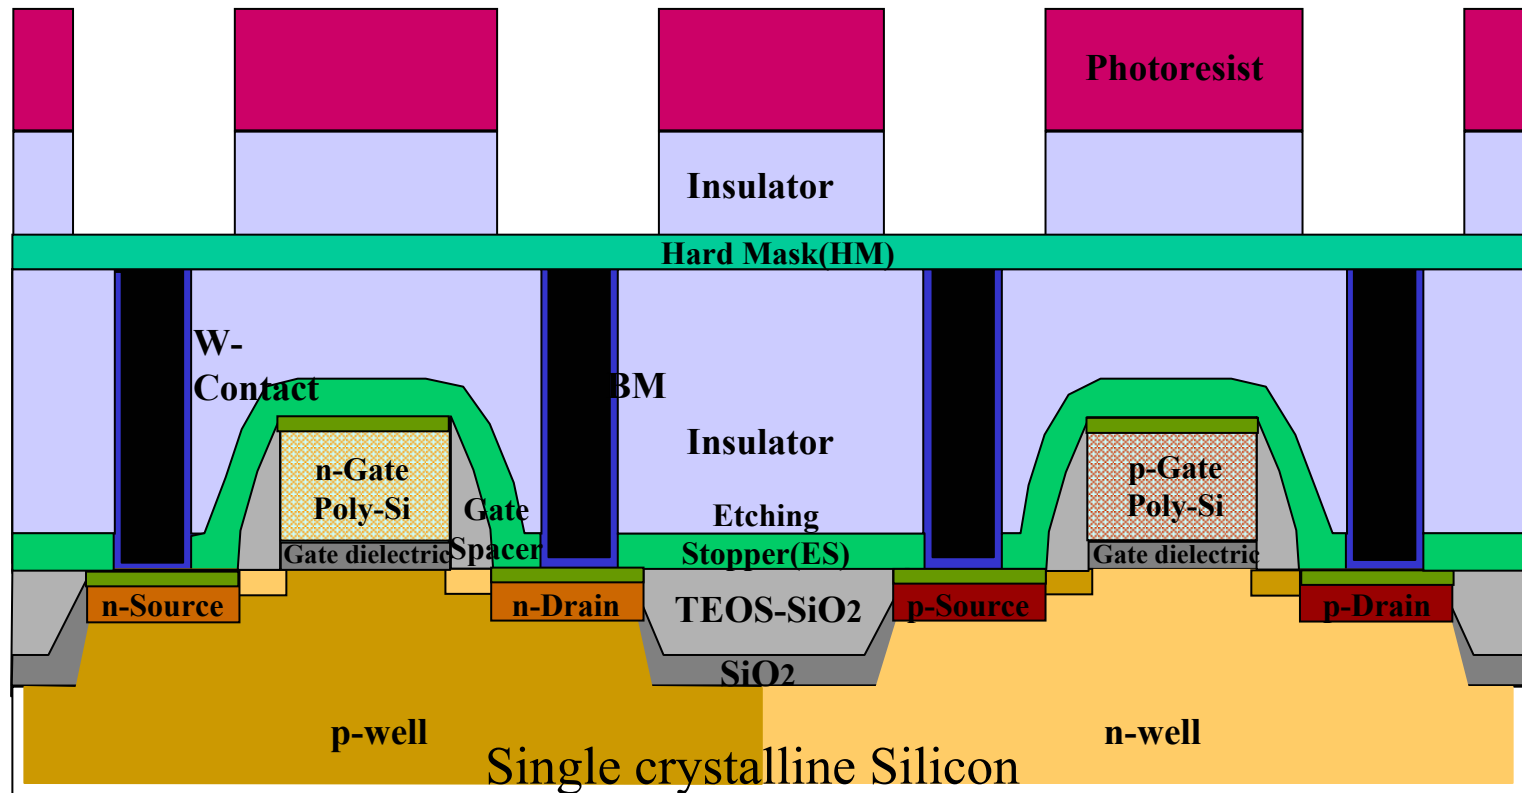 Photoresist
Insulator
Hard Mask(HM)
W-
Contact
BM
Insulator
n-Gate
Poly-Si
p-Gate
Poly-Si
Gate
Spacer
Etching
Stopper(ES)
Gate dielectric
Gate dielectric
n-Source
n-Drain
TEOS-SiO2
p-Source
p-Drain
SiO2
p-well
n-well
Single crystalline Silicon